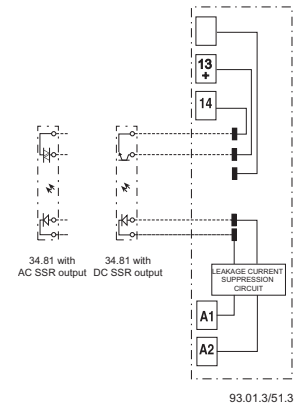 13
+
14
34.81 with
AC SSR output
34.81 with
DC SSR output
LEAKAGE CURRENT
SUPPRESSION
CIRCUIT
A1
A2
93.01.3/51.3